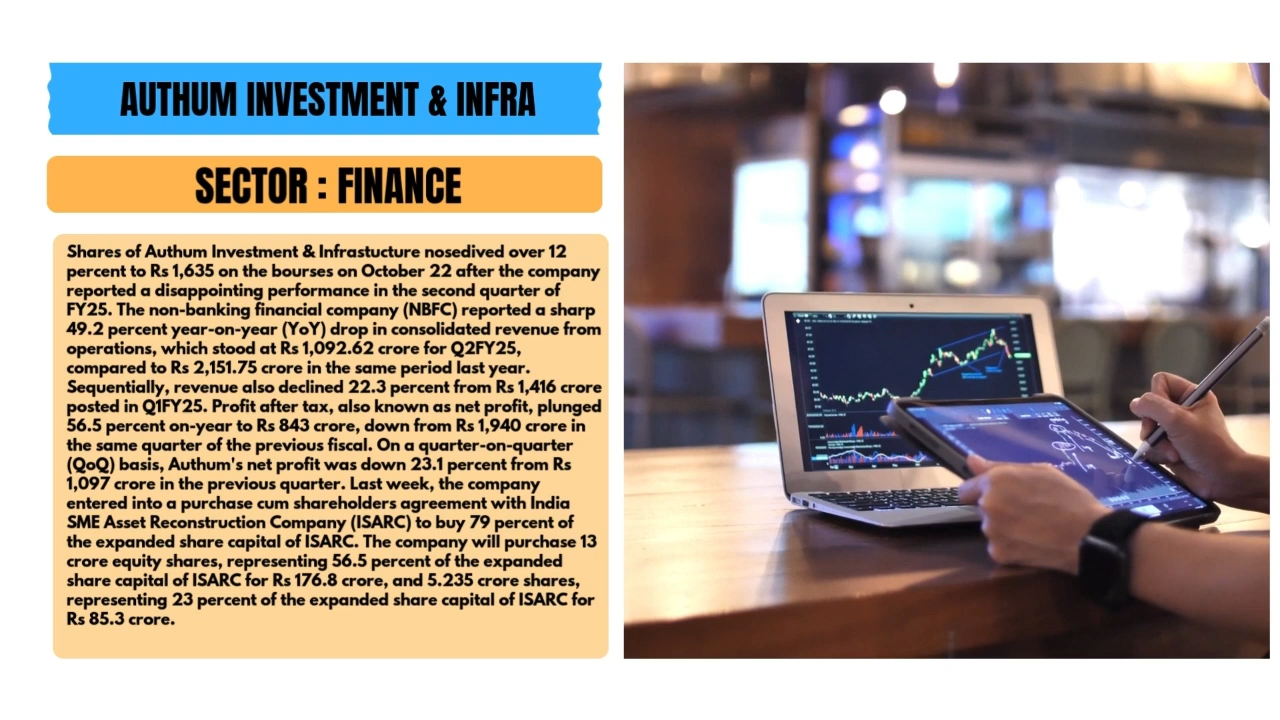 AUTHUM INVESTMENT & INFRA
SECTOR : FINANCE
Shares of Authum Investment & Infrastucture nosedived over 12
percent to Rs 1,635 on the bourses on October 22 after the company
reported a disappointing performance in the second quarter of
FY25. The non-banking financial company (NBFC) reported a sharp
49.2 percent year-on-year (YoY) drop in consolidated revenue from
operations, which stood at Rs 1,092.62 crore for Q2FY25,
compared to Rs 2,151.75 crore in the same period last year.
Sequentially, revenue also declined 22.3 percent from Rs 1,416 crore
posted in Q1FY25. Profit after tax, also known as net profit, plunged
56.5 percent on-year to Rs 843 crore, down from Rs 1,940 crore in
the same quarter of the previous fiscal. On a quarter-on-quarter
(QoQ) basis, Authum's net profit was down 23.1 percent from Rs
1,097 crore in the previous quarter. Last week, the company
entered into a purchase cum shareholders agreement with India
SME Asset Reconstruction Company (ISARC) to buy 79 percent of
the expanded share capital of ISARC. The company will purchase 13
crore equity shares, representing 56.5 percent of the expanded
share capital of ISARC for Rs 176.8 crore, and 5.235 crore shares,
representing 23 percent of the expanded share capital of ISARC for
Rs 85.3 crore.